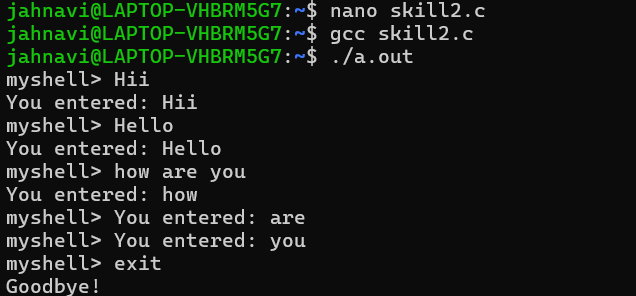 jahnavi@LAPTOP-VHBRM5G7:~$ nano skill2.c
jahnavi@LAPTOP-VHBRM5G7:~$ gcc skill2.c
jahnavi@LAPTOP-VHBRM5G7:~$ ./a.out
myshell> Hii
You entered: Hii
myshell> Hello
You entered: Hello
myshell> how are you
You entered: how
myshell> You entered: are
myshell> You entered: you
myshell> exit
Goodbye!